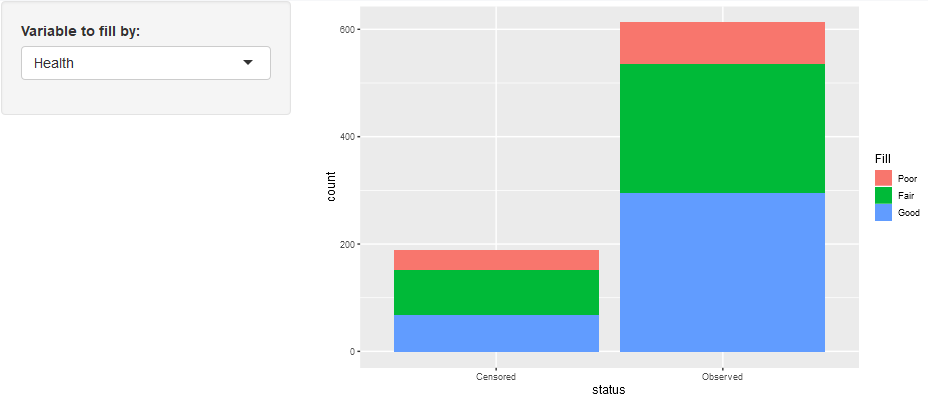 Variable to fill by:
Health
600
400
200
0
count
Censored
Observed
status
Fill
Poor
Fair
Good